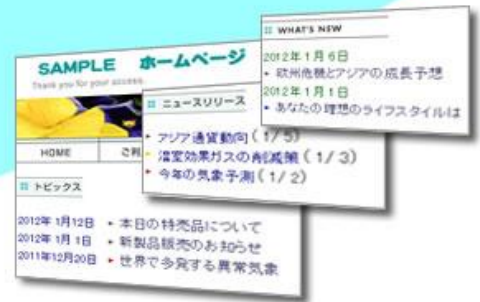 SAMPLE ホームページ
Thank you for your access.
HOME
ご利
トピックス
2012年 1月12日 ・本日の特売品について
2012年 1月 1日 ・新製品販売のお知らせ
2011年12月20日 ・世界で今発する異常気象
ニュースリリース
・アジア通貨動向(1/5)
・温室効果ガスの削減策(1/3)
・今年の気象予測(1/2)
WHAT'S NEW
2012年1月6日
・欧州危機とアジアの成長予想
2012年1月1日
・あなたの理想のライフスタイルは